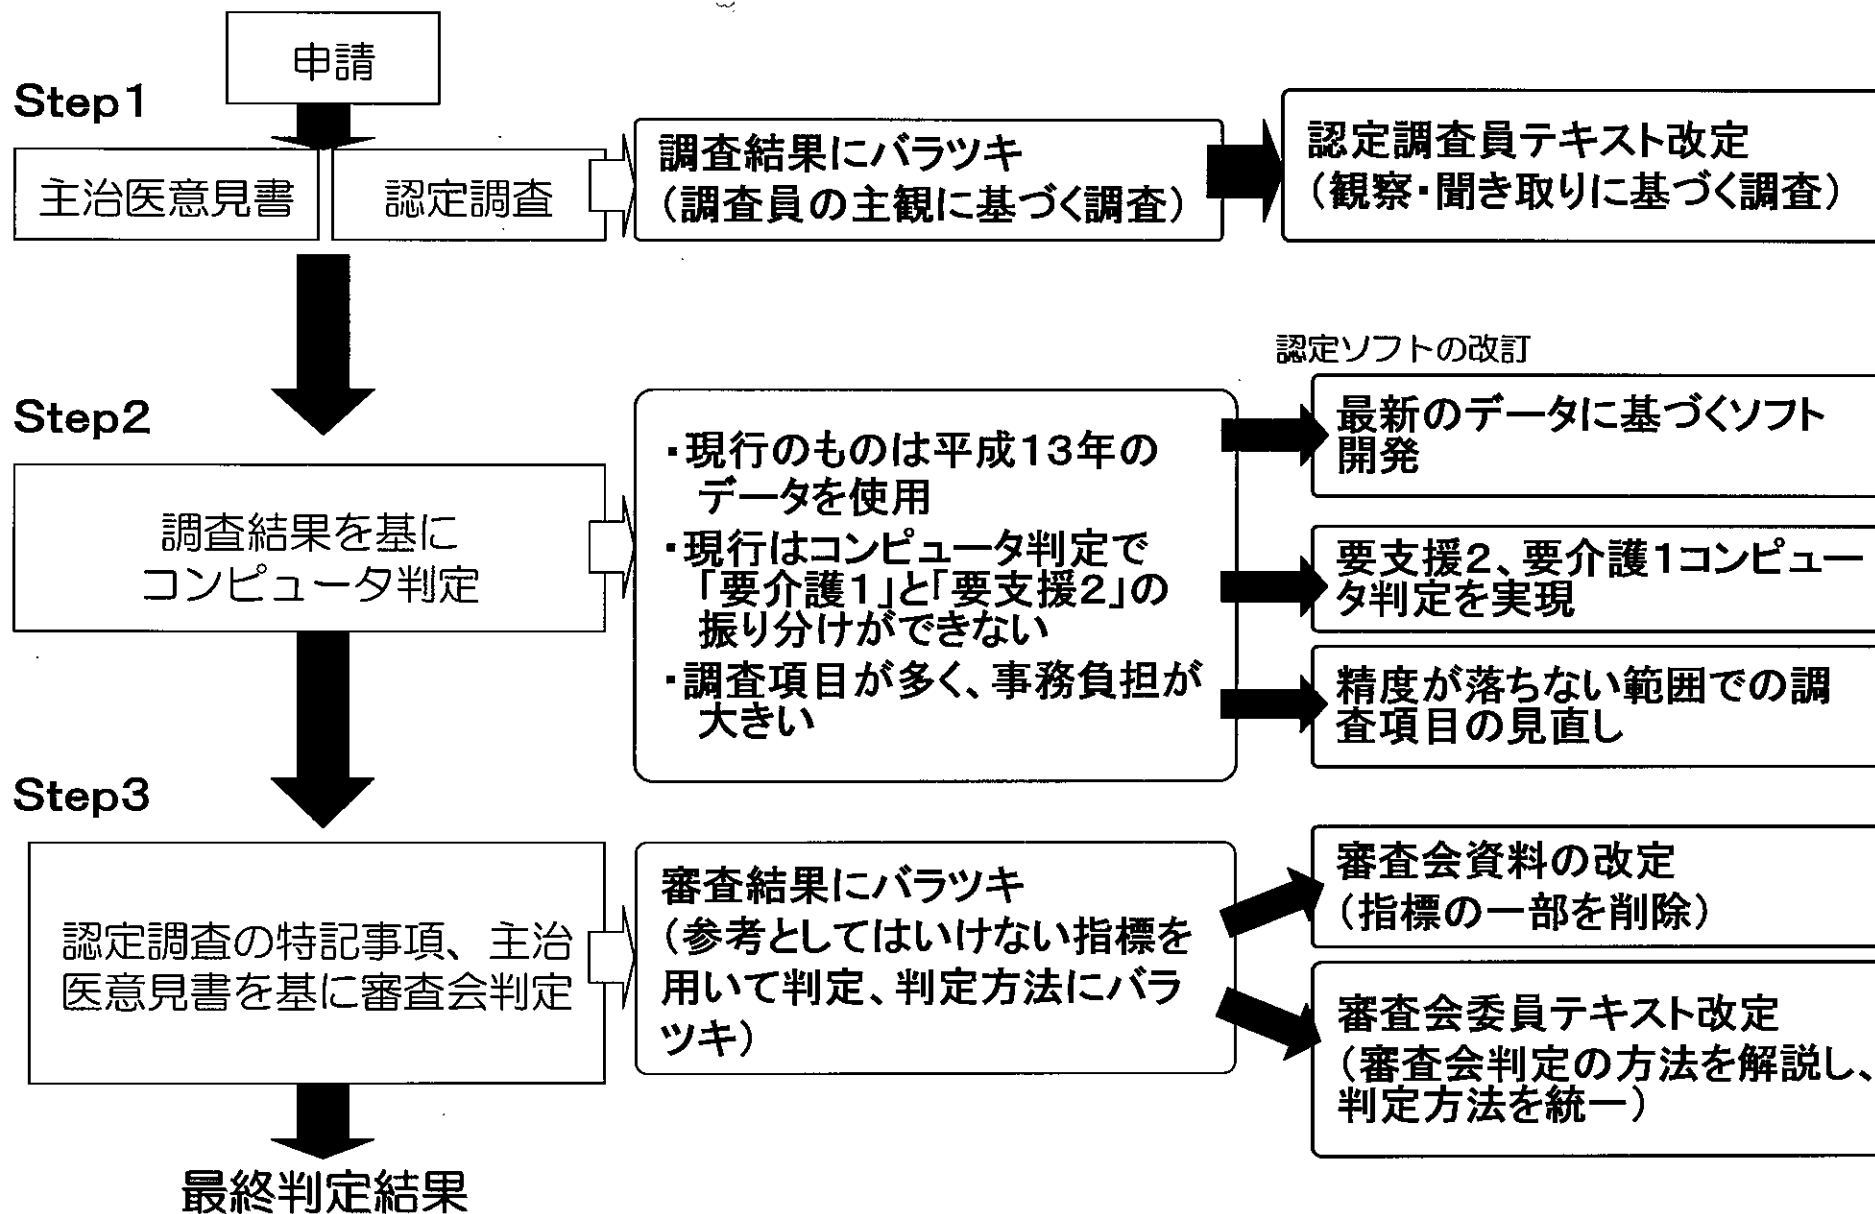 申請
Step1
主治医意見書
認定調査
調査結果にバラツキ
（調査員の主観に基づく調査）
認定調査員テキスト改定
（観察・聞き取りに基づく調査）
Step2
調査結果を基に
コンピュータ判定
・現行のものは平成13年の
データを使用
・現行はコンピュータ判定で
「要介護1」と「要支援2」の
振り分けができない
・調査項目が多く、事務負担が
大きい
認定ソフトの改訂
最新のデータに基づくソフト
開発
要支援2、要介護1コンピュー
タ判定を実現
精度が落ちない範囲での調
査項目の見直し
Step3
認定調査の特記事項、主治
医意見書を基に審査会判定
審査結果にバラツキ
（参考としてはいけない指標を
用いて判定、判定方法にバラ
ツキ）
審査会資料の改定
（指標の一部を削除）
審査会委員テキスト改定
（審査会判定の方法を解説し、
判定方法を統一）
最終判定結果